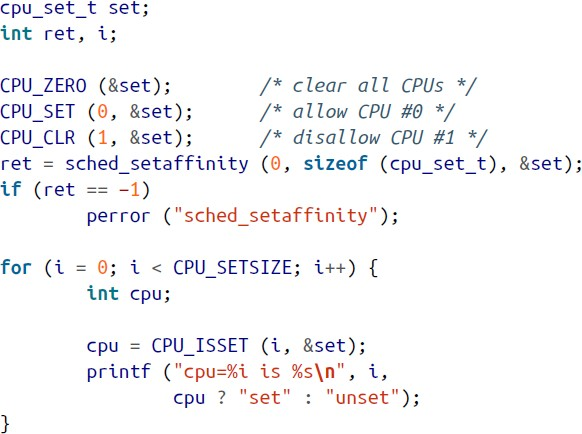 cpu_set_t set;
int ret, i;

CPU_ZERO (&set);        /* clear all CPUs */
CPU_SET (0, &set);      /* allow CPU #0 */
CPU_CLR (1, &set);      /* disallow CPU #1 */
ret = sched_setaffinity (0, sizeof (cpu_set_t), &set);
if (ret == −1)
        perror ("sched_setaffinity");

for (i = 0; i < CPU_SETSIZE; i++) {
        int cpu;

        cpu = CPU_ISSET (i, &set);
        printf ("cpu=%i is %s\n", i,
                cpu ? "set" : "unset");
}